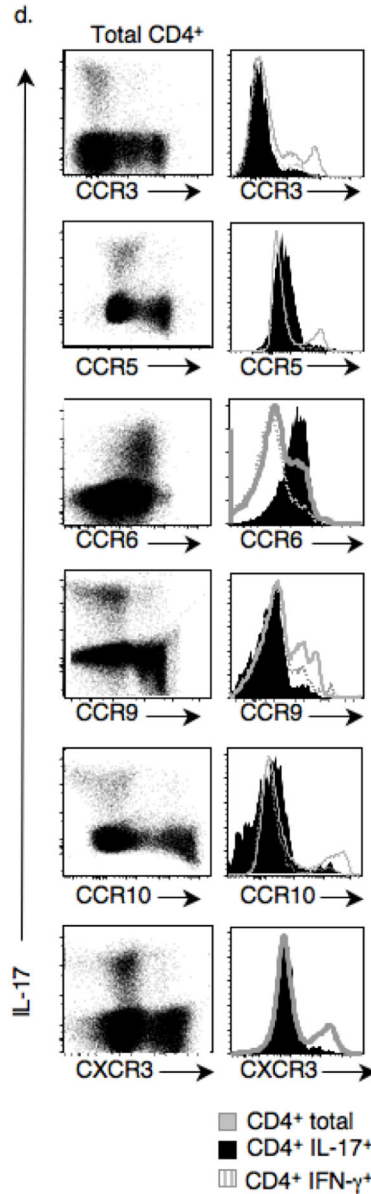 d.
Total CD4⁺
CCR3 CCR3
CCR5 CCR5
CCR6 CCR6
CCR9 CCR9
CCR10 CCR10
CXCR3 CXCR3
IL-17
CD4⁺ total
CD4⁺ IL-17⁺
CD4⁺ IFN-γ⁺